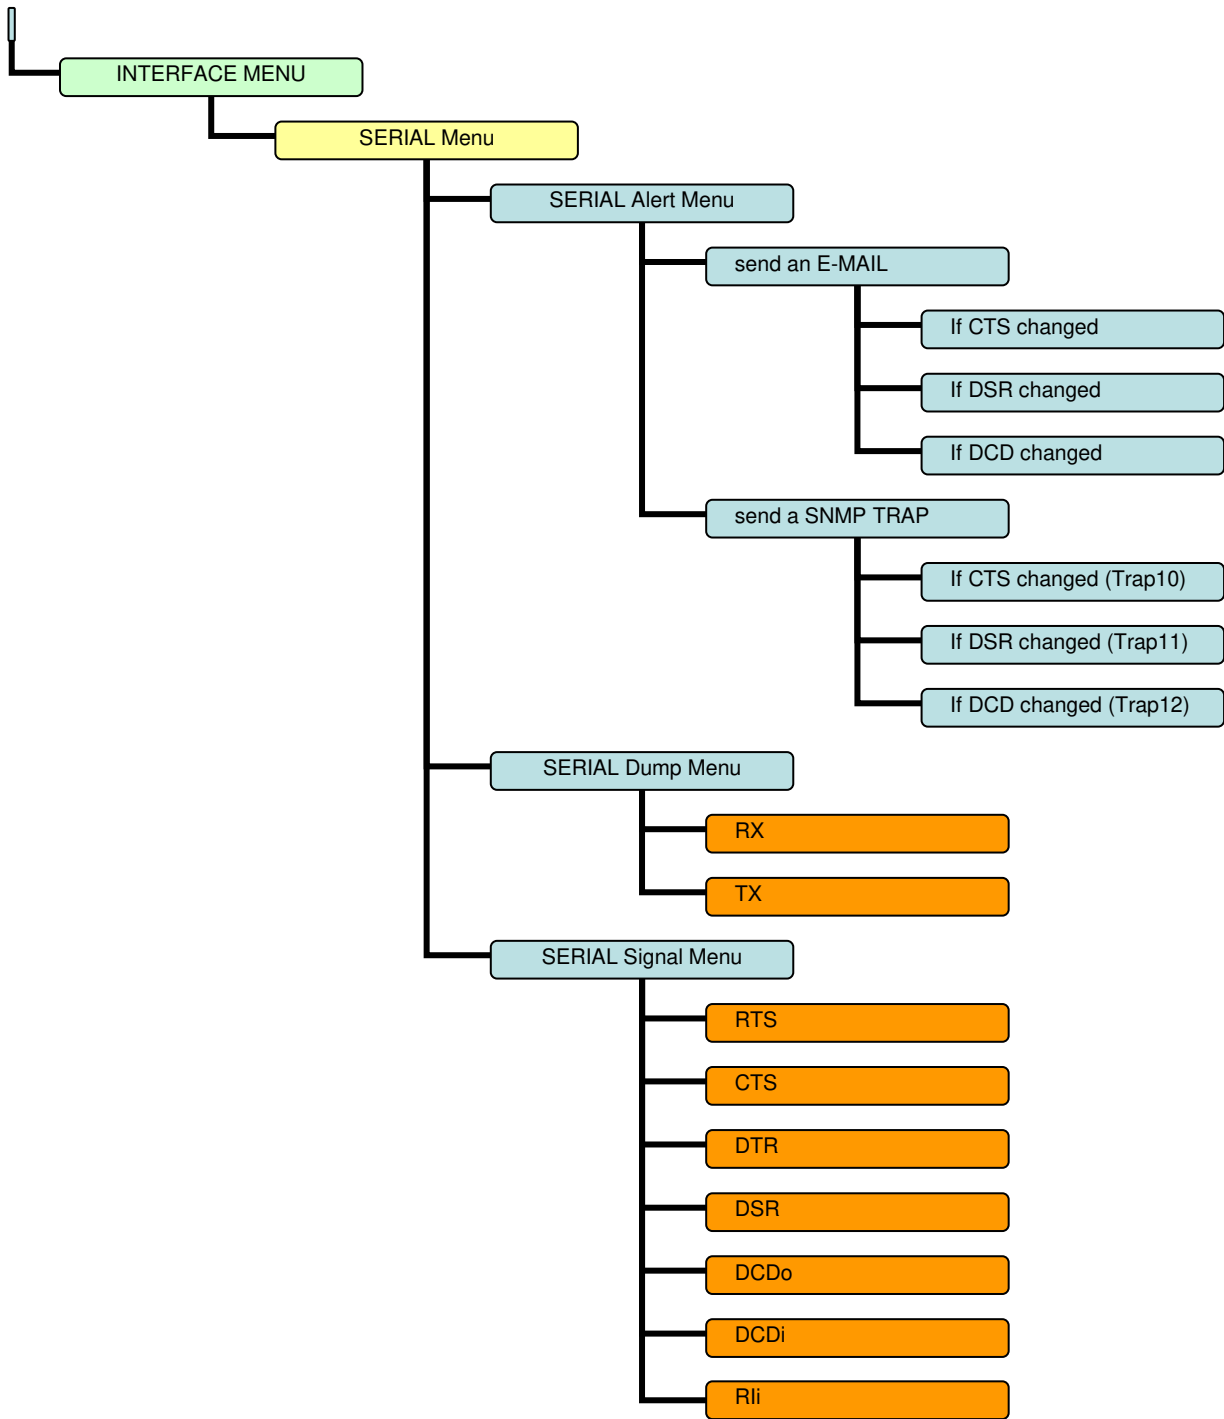 INTERFACE MENU
SERIAL Menu
SERIAL Alert Menu
send an E-MAIL
If CTS changed
If DSR changed
If DCD changed
send a SNMP TRAP
If CTS changed (Trap10)
If DSR changed (Trap11)
If DCD changed (Trap12)
SERIAL Dump Menu
RX
TX
SERIAL Signal Menu
RTS
CTS
DTR
DSR
DCDo
DCDi
RIi